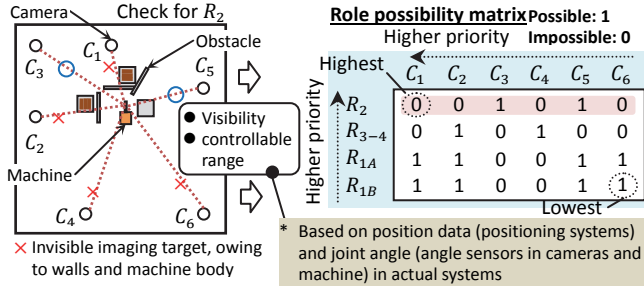 Camera
Check for R₂
C₁
Obstacle
C₃
C₅
C₂
Machine
C₄
C₆
× Invisible imaging target, owing
to walls and machine body
● Visibility
● controllable
range
Role possibility matrix
Possible: 1
Impossible: 0
Higher priority
Highest
C₁ C₂ C₃ C₄ C₅ C₆
Higher priority
R₂ 0 0 1 0 1 0
R₃₋₄ 0 1 0 1 0 0
R₁A 1 1 0 0 1 1
R₁B 1 1 0 0 1 1
Lowest
* Based on position data (positioning systems)
and joint angle (angle sensors in cameras and
machine) in actual systems